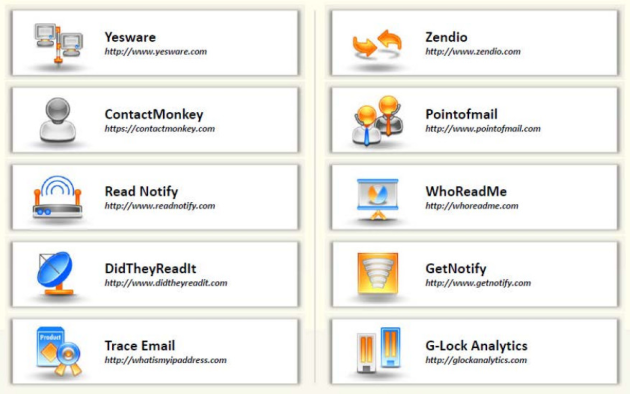 Yesware
http://www.yesware.com
ContactMonkey
https://contactmonkey.com
Read Notify
http://www.readnotify.com
DidTheyReadIt
http://www.didtheyreadit.com
Product
Trace Email
http://whatismyipaddress.com
Zendio
http://www.zendio.com
Pointofmail
http://www.pointofmail.com
WhoReadMe
http://whoreadme.com
GetNotify
http://www.getnotify.com
G-Lock Analytics
http://glockanalytics.com